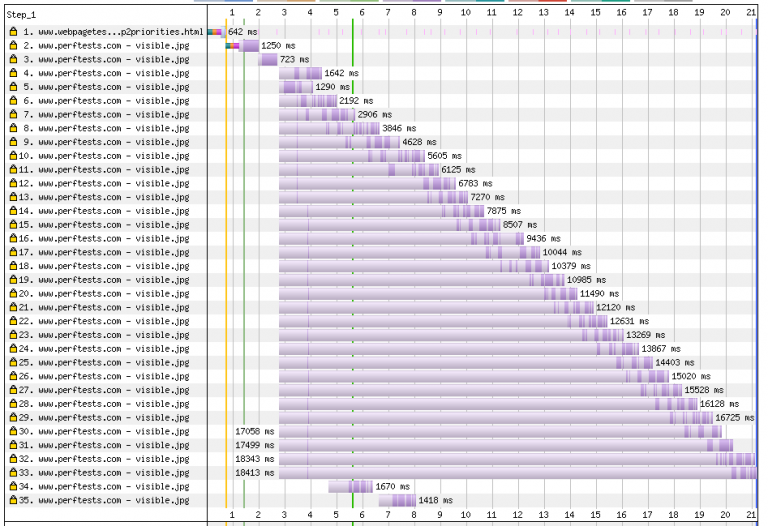 1 2 3 4 5 6 7 8 9 10 11 12 13 14 15 16 17 18 19 20 21
Step_1
1. www.webpagetes...p2priorities.html 642 ms
2. www.perftests.com - visible.jpg 1250 ms
3. www.perftests.com - visible.jpg 723 ms
4. www.perftests.com - visible.jpg 1642 ms
5. www.perftests.com - visible.jpg 1290 ms
6. www.perftests.com - visible.jpg 2192 ms
7. www.perftests.com - visible.jpg 2906 ms
8. www.perftests.com - visible.jpg 3846 ms
9. www.perftests.com - visible.jpg 4628 ms
10. www.perftests.com - visible.jpg 5605 ms
11. www.perftests.com - visible.jpg 6125 ms
12. www.perftests.com - visible.jpg 6783 ms
13. www.perftests.com - visible.jpg 7270 ms
14. www.perftests.com - visible.jpg 7875 ms
15. www.perftests.com - visible.jpg 8507 ms
16. www.perftests.com - visible.jpg 9436 ms
17. www.perftests.com - visible.jpg 10044 ms
18. www.perftests.com - visible.jpg 10379 ms
19. www.perftests.com - visible.jpg 10985 ms
20. www.perftests.com - visible.jpg 11490 ms
21. www.perftests.com - visible.jpg 12120 ms
22. www.perftests.com - visible.jpg 12631 ms
23. www.perftests.com - visible.jpg 13269 ms
24. www.perftests.com - visible.jpg 13867 ms
25. www.perftests.com - visible.jpg 14403 ms
26. www.perftests.com - visible.jpg 15020 ms
27. www.perftests.com - visible.jpg 15528 ms
28. www.perftests.com - visible.jpg 16128 ms
29. www.perftests.com - visible.jpg 16725 ms
30. www.perftests.com - visible.jpg 17058 ms
31. www.perftests.com - visible.jpg 17499 ms
32. www.perftests.com - visible.jpg 18343 ms
33. www.perftests.com - visible.jpg 18413 ms
34. www.perftests.com - visible.jpg 1670 ms
35. www.perftests.com - visible.jpg 1418 ms
1 2 3 4 5 6 7 8 9 10 11 12 13 14 15 16 17 18 19 20 21